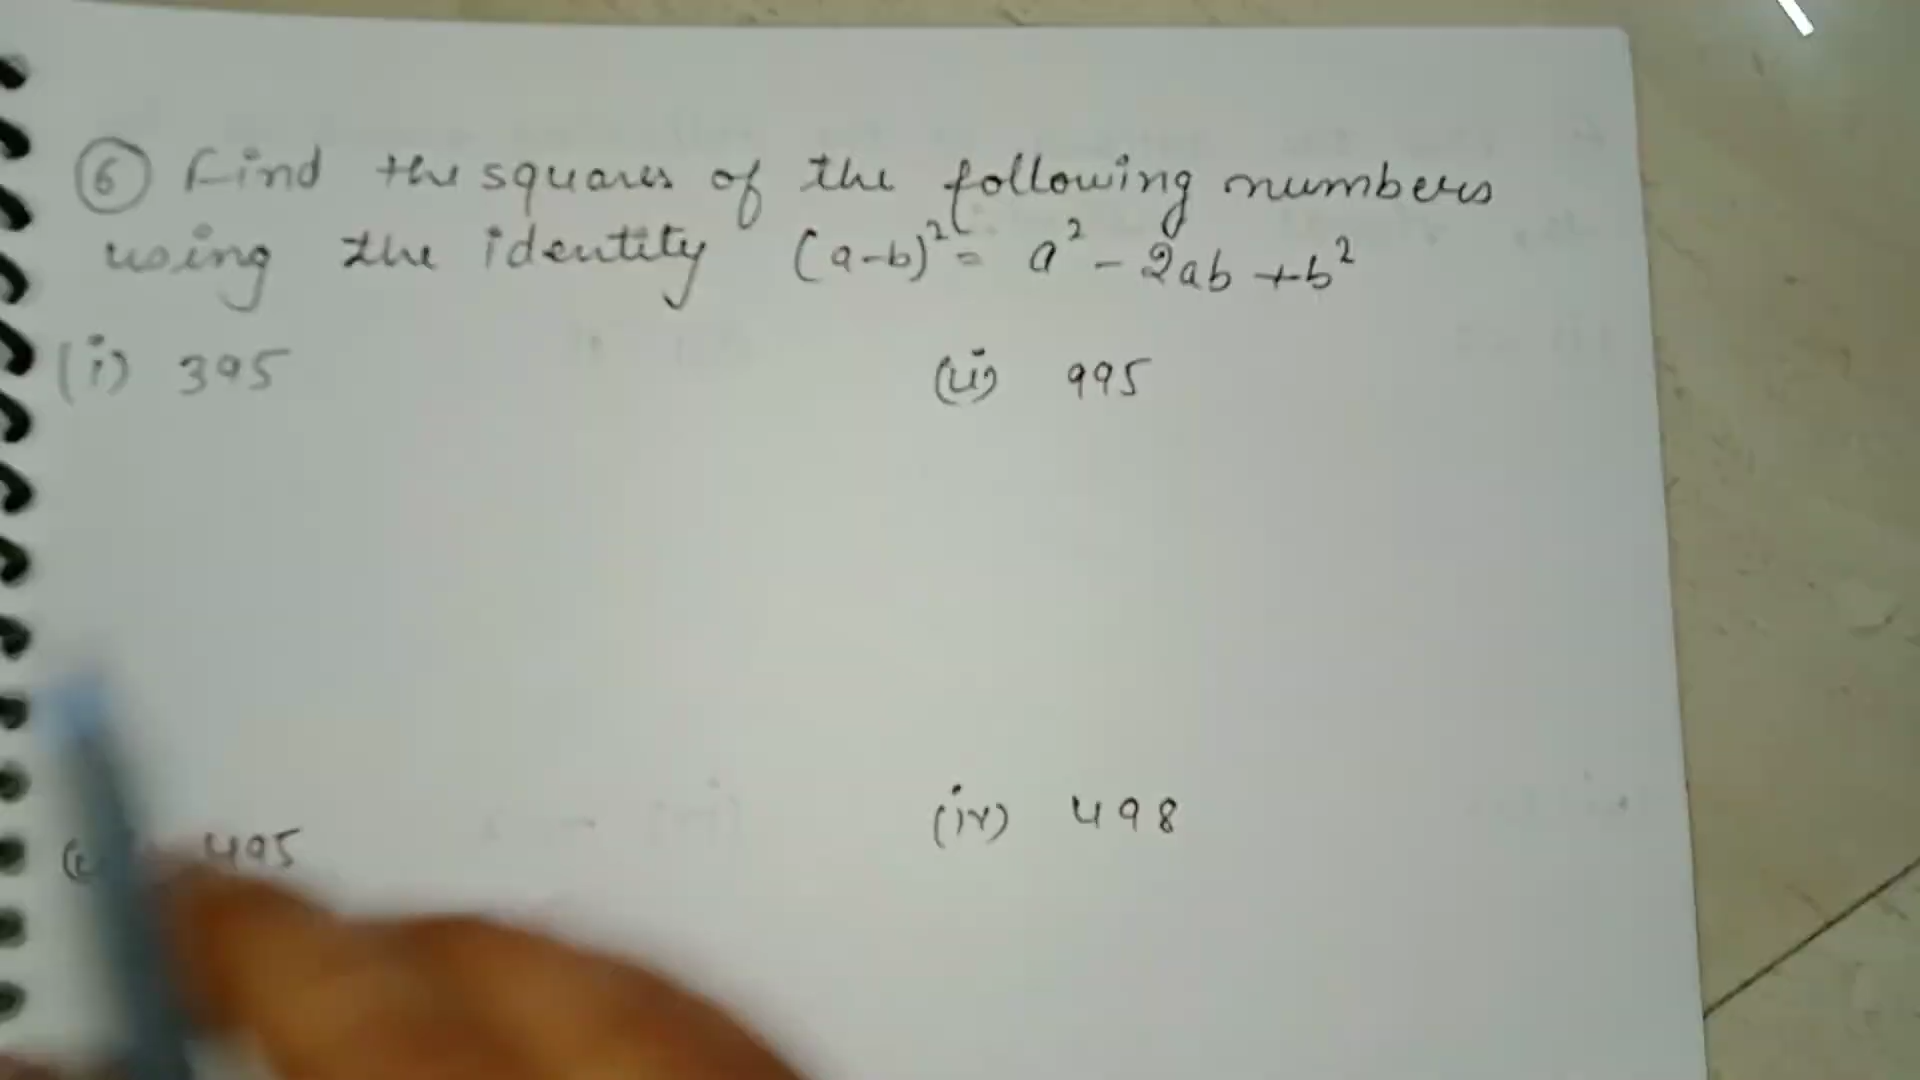 6 Find the squares of the following numbers
using the identity (a-b)² = a² - 2ab + b²
(i) 395
(ii) 995
495
(iv) 498